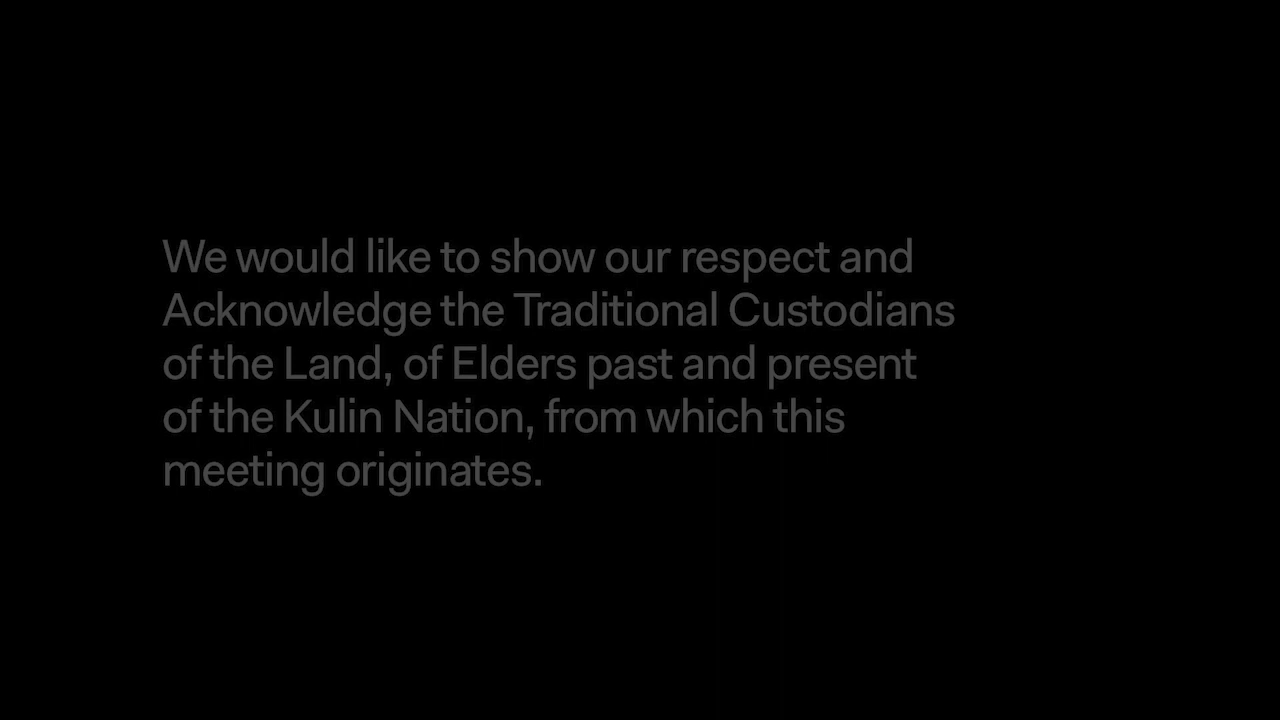 We would like to show our respect and
Acknowledge the Traditional Custodians
of the Land, of Elders past and present
of the Kulin Nation, from which this
meeting originates.